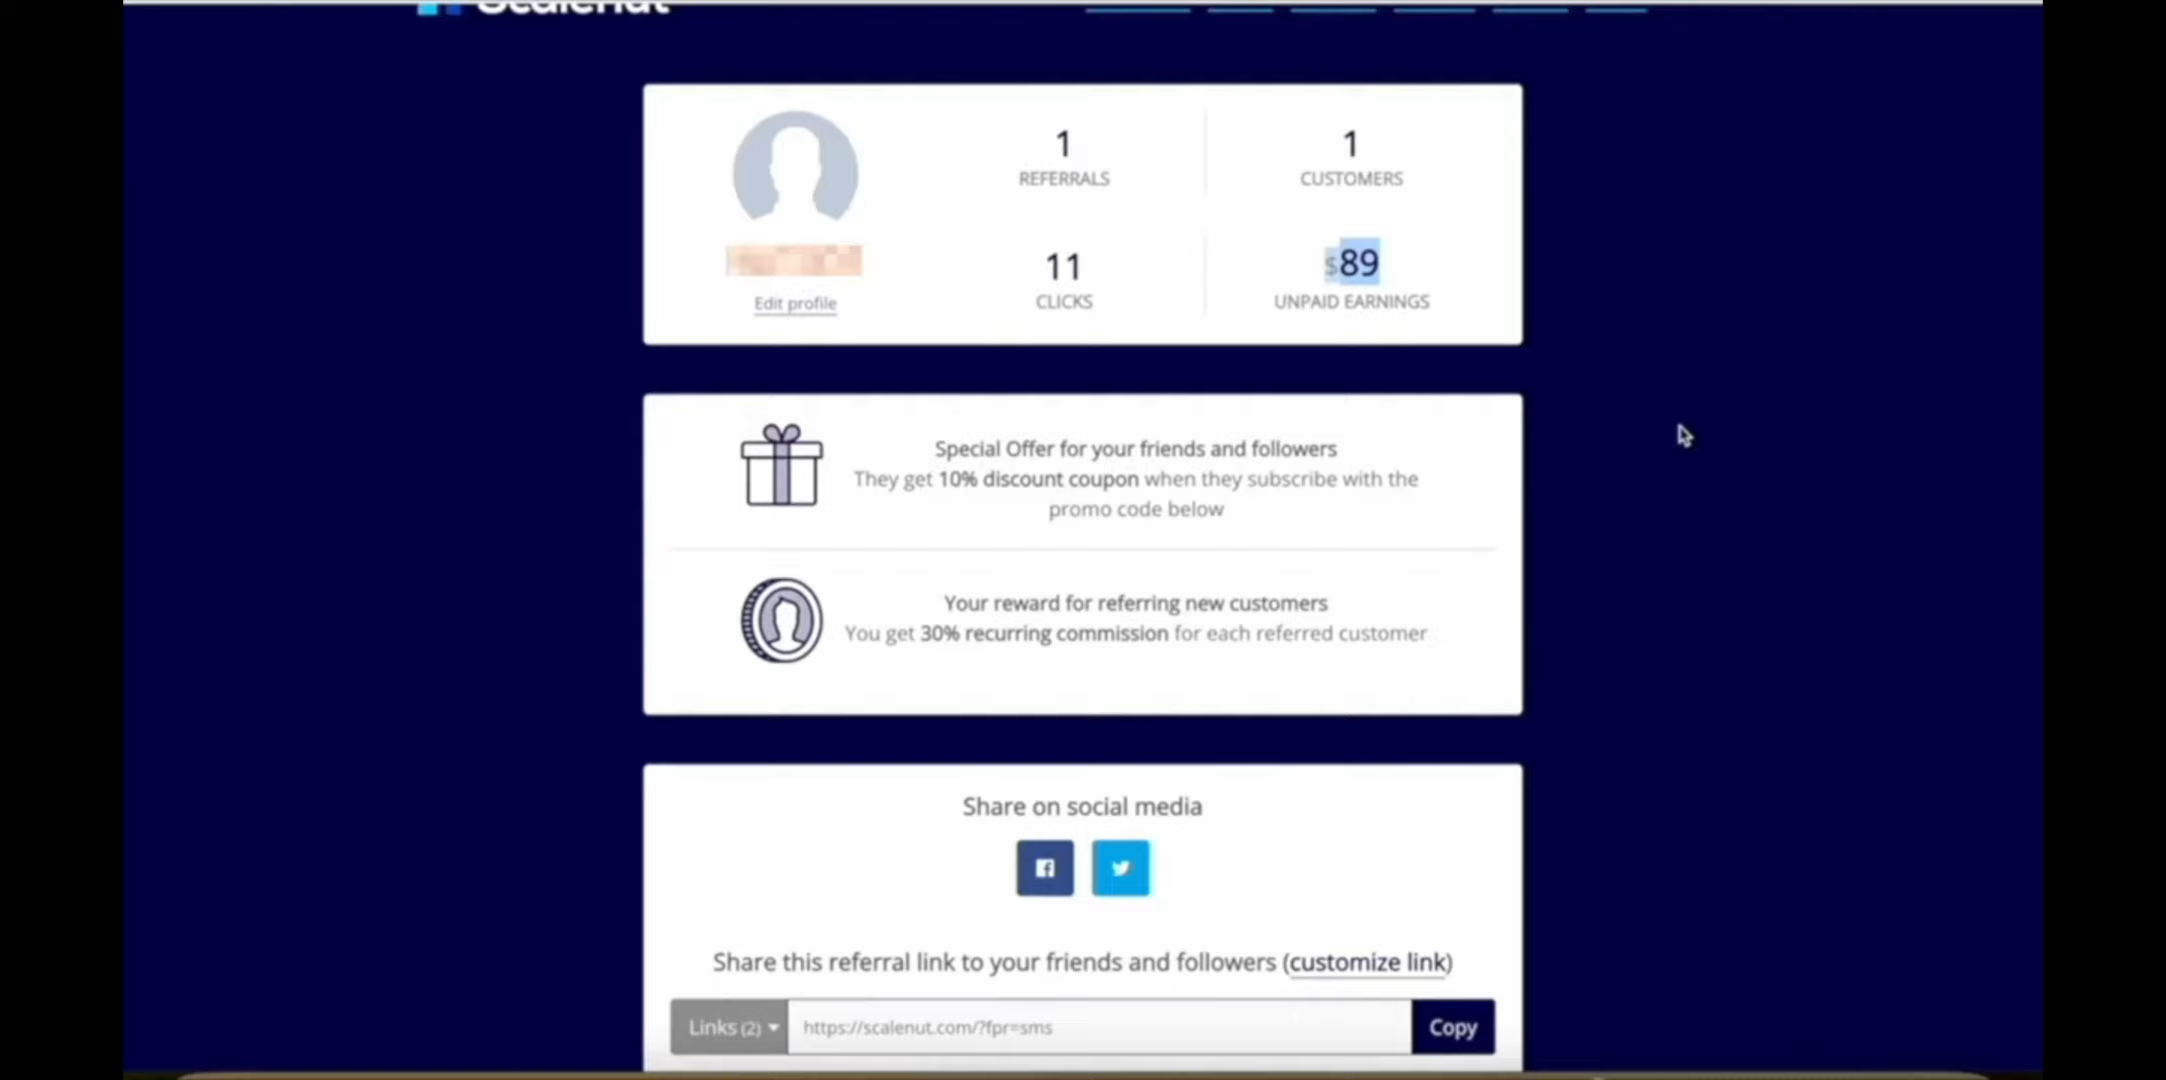 Scalenut
1
REFERRALS
1
CUSTOMERS
11
CLICKS
$89
UNPAID EARNINGS
Edit profile
Special Offer for your friends and followers
They get 10% discount coupon when they subscribe with the
promo code below
Your reward for referring new customers
You get 30% recurring commission for each referred customer
Share on social media
Share this referral link to your friends and followers (customize link)
Links (2)
https://scalenut.com/?fpr=sms
Copy